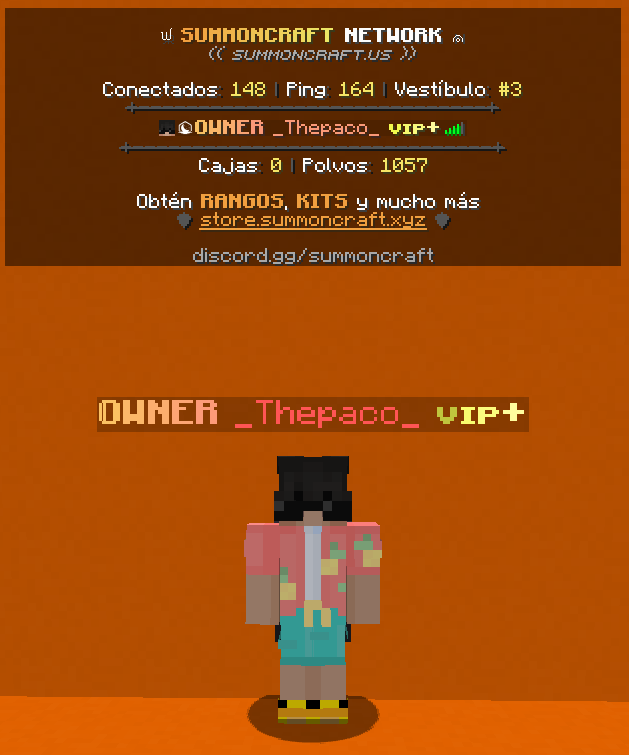 SUMMONCRAFT NETWORK
(( SUMMONCRAFT.US ))
Conectados: 148 | Ping: 164 | Vestíbulo: #3
OWNER _Thepaco_ VIP+
Cajas: 0 | Polvos: 1057
Obtén RANGOS, KITS y mucho más
store.summoncraft.xyz
discord.gg/summoncraft
OWNER _Thepaco_ VIP+